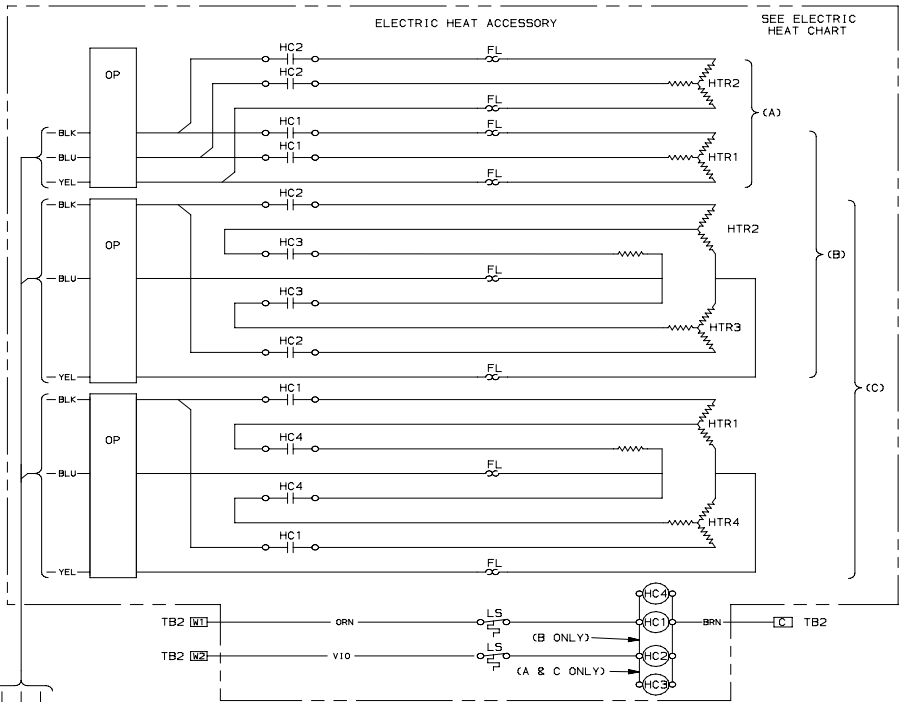 ELECTRIC HEAT ACCESSORY
SEE ELECTRIC
HEAT CHART
OP
HC2
FL
HC2
HTR2
FL
(A)
BLK
HC1
FL
BLU
HC1
HTR1
YEL
FL
BLK
HC2
OP
HTR2
HC3
(B)
BLU
FL
HC3
HTR3
HC2
YEL
FL
(C)
BLK
HC1
OP
HTR1
HC4
BLU
FL
HC4
HTR4
HC1
YEL
FL
HC4
TB2 W1
ORN
LS
HC1
BRN
C TB2
(B ONLY)
TB2 W2
VIO
LS
HC2
(A & C ONLY)
HC3